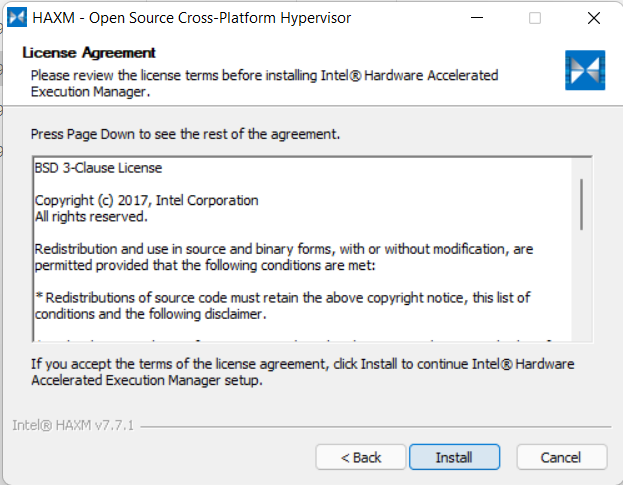 HAXM - Open Source Cross-Platform Hypervisor
License Agreement
Please review the license terms before installing Intel® Hardware Accelerated
Execution Manager.
Press Page Down to see the rest of the agreement.
BSD 3-Clause License
Copyright (c) 2017, Intel Corporation
All rights reserved.
Redistribution and use in source and binary forms, with or without modification, are
permitted provided that the following conditions are met:
* Redistributions of source code must retain the above copyright notice, this list of
conditions and the following disclaimer.
If you accept the terms of the license agreement, click Install to continue Intel® Hardware
Accelerated Execution Manager setup.
Intel® HAXM v7.7.1
< Back Install Cancel